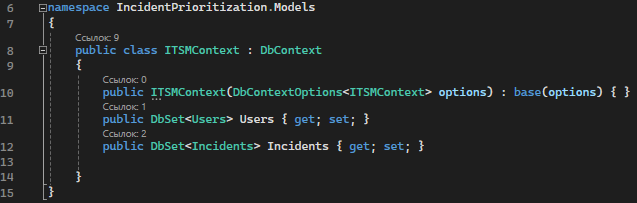 6 namespace IncidentPrioritization.Models
7 {
Ссылок: 9
8 public class ITSMContext : DbContext
9 {
Ссылок: 0
10 public ITSMContext(DbContextOptions<ITSMContext> options) : base(options) { }
Ссылок: 1
11 public DbSet<Users> Users { get; set; }
Ссылок: 2
12 public DbSet<Incidents> Incidents { get; set; }
13
14 }
15 }